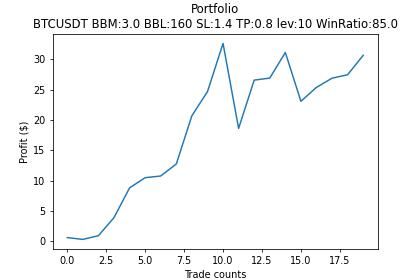 Portfolio
BTCUSDT BBM:3.0 BBL:160 SL:1.4 TP:0.8 lev:10 WinRatio:85.0
30
25
20
15
10
5
0
Profit ($)
0.0 2.5 5.0 7.5 10.0 12.5 15.0 17.5
Trade counts